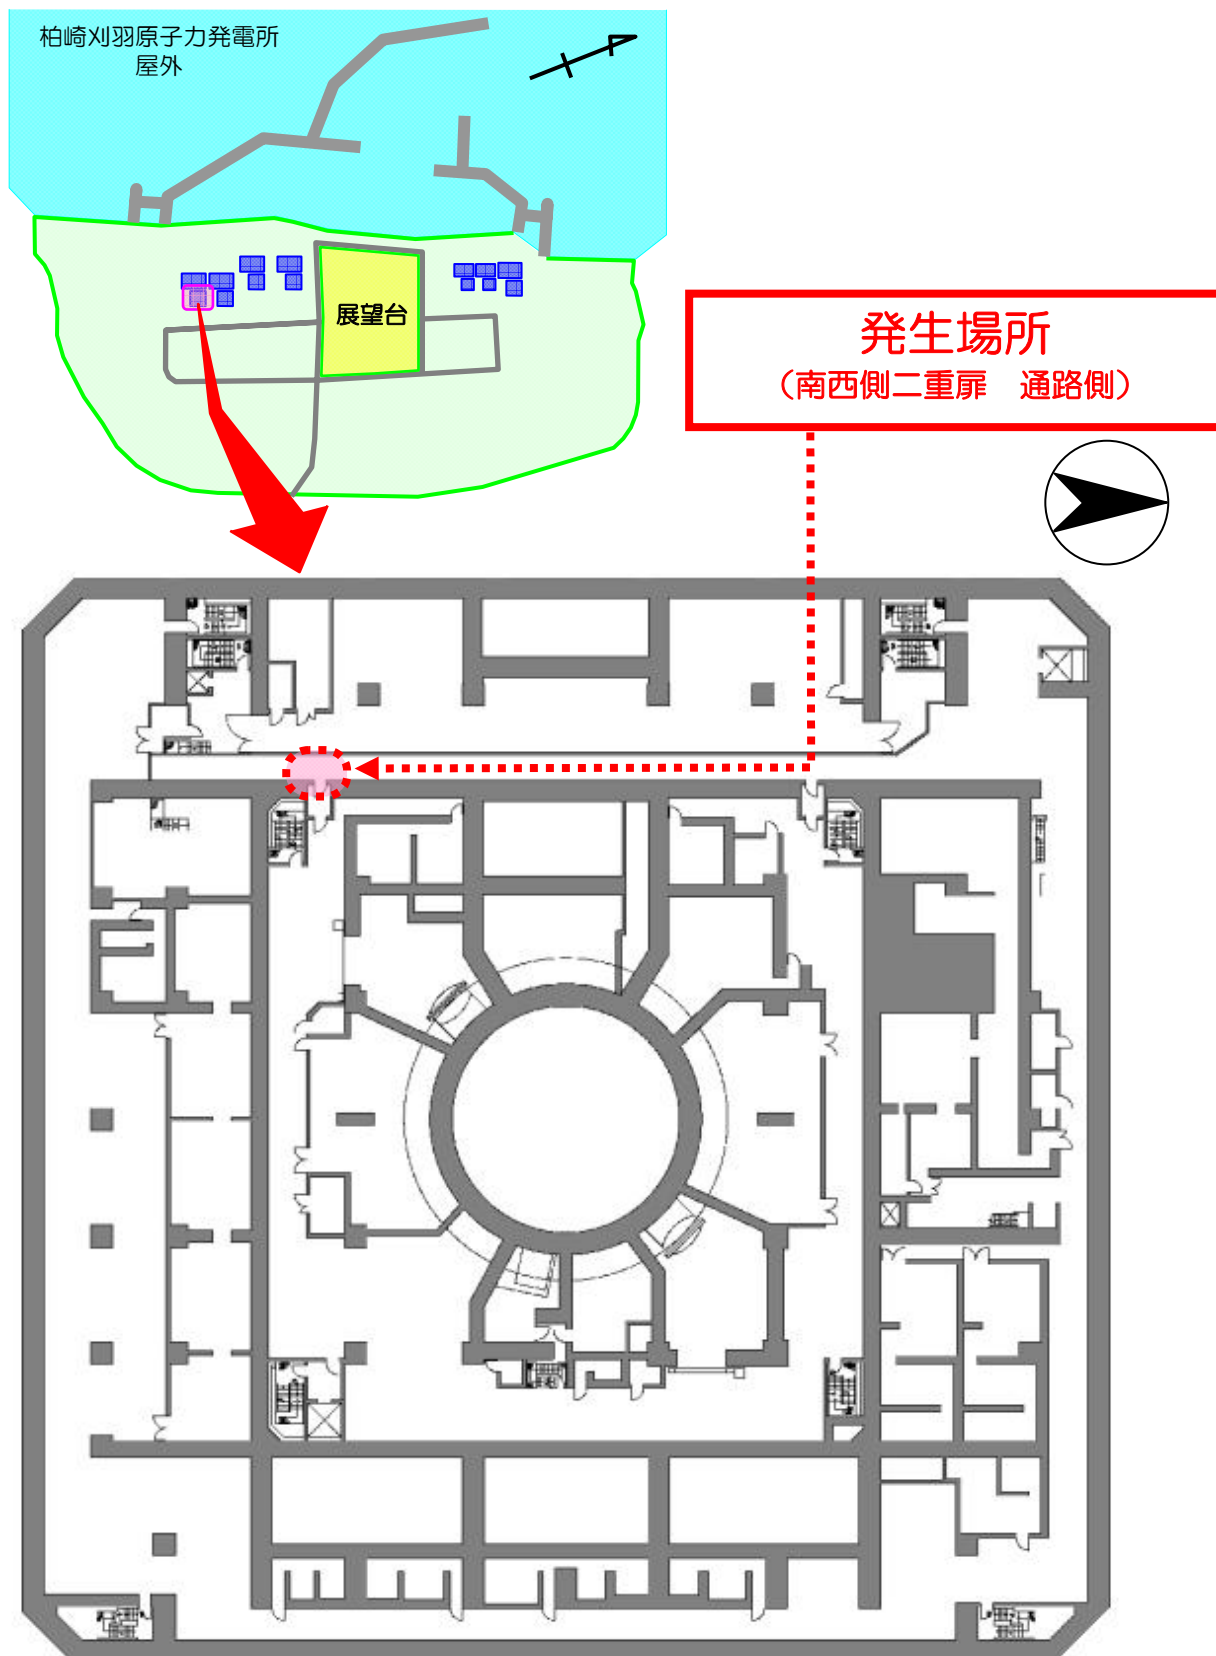 柏崎刈羽原子力発電所
屋外
展望台
発生場所
（南西側二重扉　通路側）